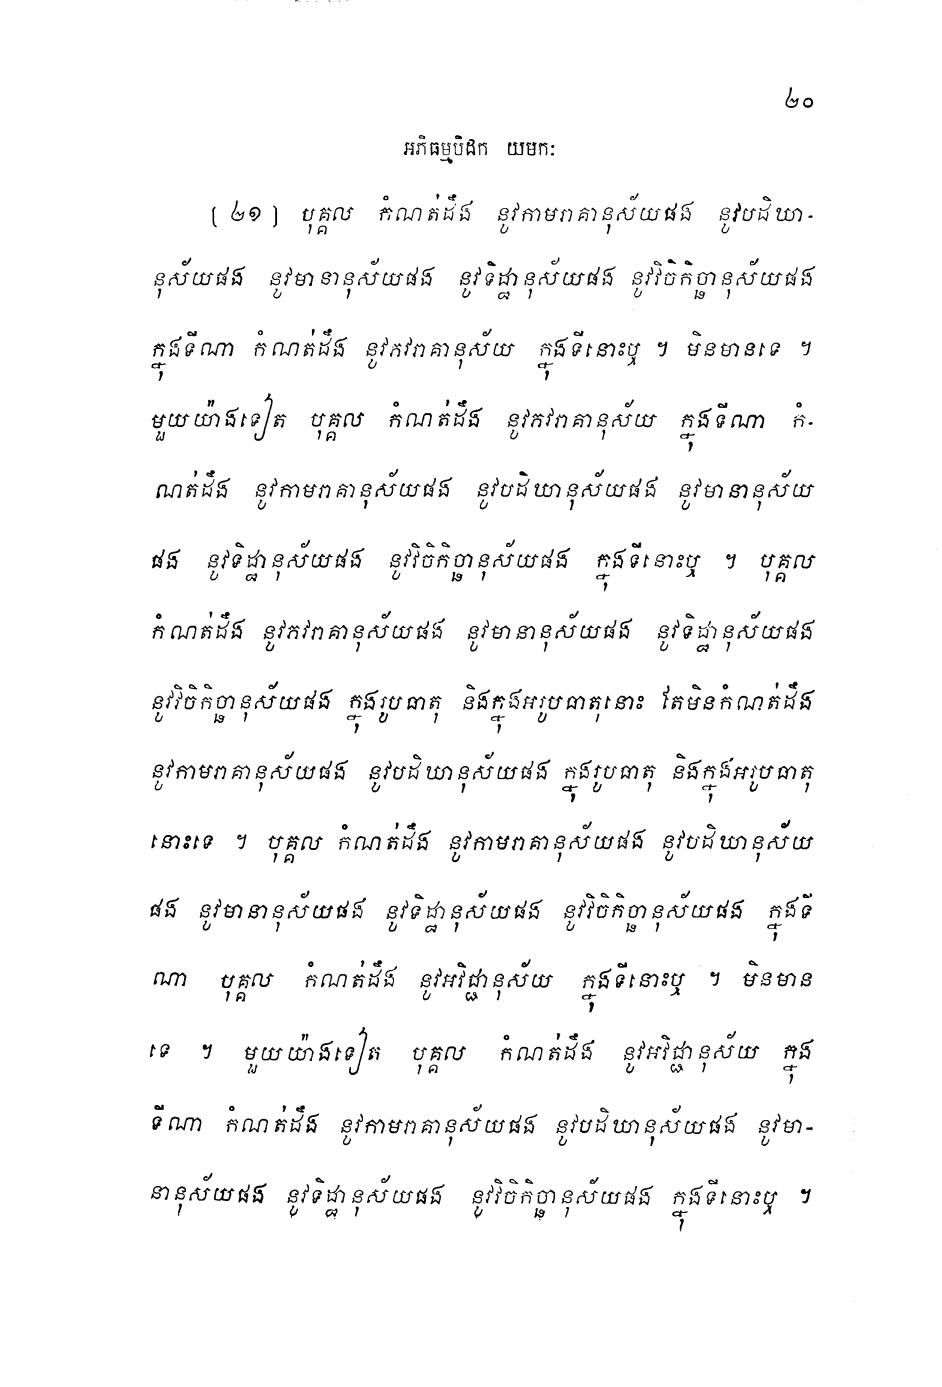 ៤០
អភិធម្មបិដក យមកៈ
(៤១) បុគ្គល កំណត់ដឹង នូវកាមរាគានុស័យផង នូវបដិឃា-
នុស័យផង នូវមានានុស័យផង នូវទិដ្ឋានុស័យផង នូវវិចិកិច្ឆានុស័យផង
ក្នុងទីណា កំណត់ដឹង នូវភវរាគានុស័យ ក្នុងទីនោះឬ ។ មិនមានទេ ។
មួយយ៉ាងទៀត បុគ្គល កំណត់ដឹង នូវភវរាគានុស័យ ក្នុងទីណា កំ-
ណត់ដឹង នូវកាមរាគានុស័យផង នូវបដិឃានុស័យផង នូវមានានុស័យ
ផង នូវទិដ្ឋានុស័យផង នូវវិចិកិច្ឆានុស័យផង ក្នុងទីនោះឬ ។ បុគ្គល
កំណត់ដឹង នូវភវរាគានុស័យផង នូវមានានុស័យផង នូវទិដ្ឋានុស័យផង
នូវវិចិកិច្ឆានុស័យផង ក្នុងរូបធាតុ និងក្នុងអរូបធាតុនោះ តែមិនកំណត់ដឹង
នូវកាមរាគានុស័យផង នូវបដិឃានុស័យផង ក្នុងរូបធាតុ និងក្នុងអរូបធាតុ
នោះទេ ។ បុគ្គល កំណត់ដឹង នូវកាមរាគានុស័យផង នូវបដិឃានុស័យ
ផង នូវមានានុស័យផង នូវទិដ្ឋានុស័យផង នូវវិចិកិច្ឆានុស័យផង ក្នុងទី
ណា បុគ្គល កំណត់ដឹង នូវអវិជ្ជានុស័យ ក្នុងទីនោះឬ ។ មិនមាន
ទេ ។ មួយយ៉ាងទៀត បុគ្គល កំណត់ដឹង នូវអវិជ្ជានុស័យ ក្នុង
ទីណា កំណត់ដឹង នូវកាមរាគានុស័យផង នូវបដិឃានុស័យផង នូវមា-
នានុស័យផង នូវទិដ្ឋានុស័យផង នូវវិចិកិច្ឆានុស័យផង ក្នុងទីនោះឬ ។